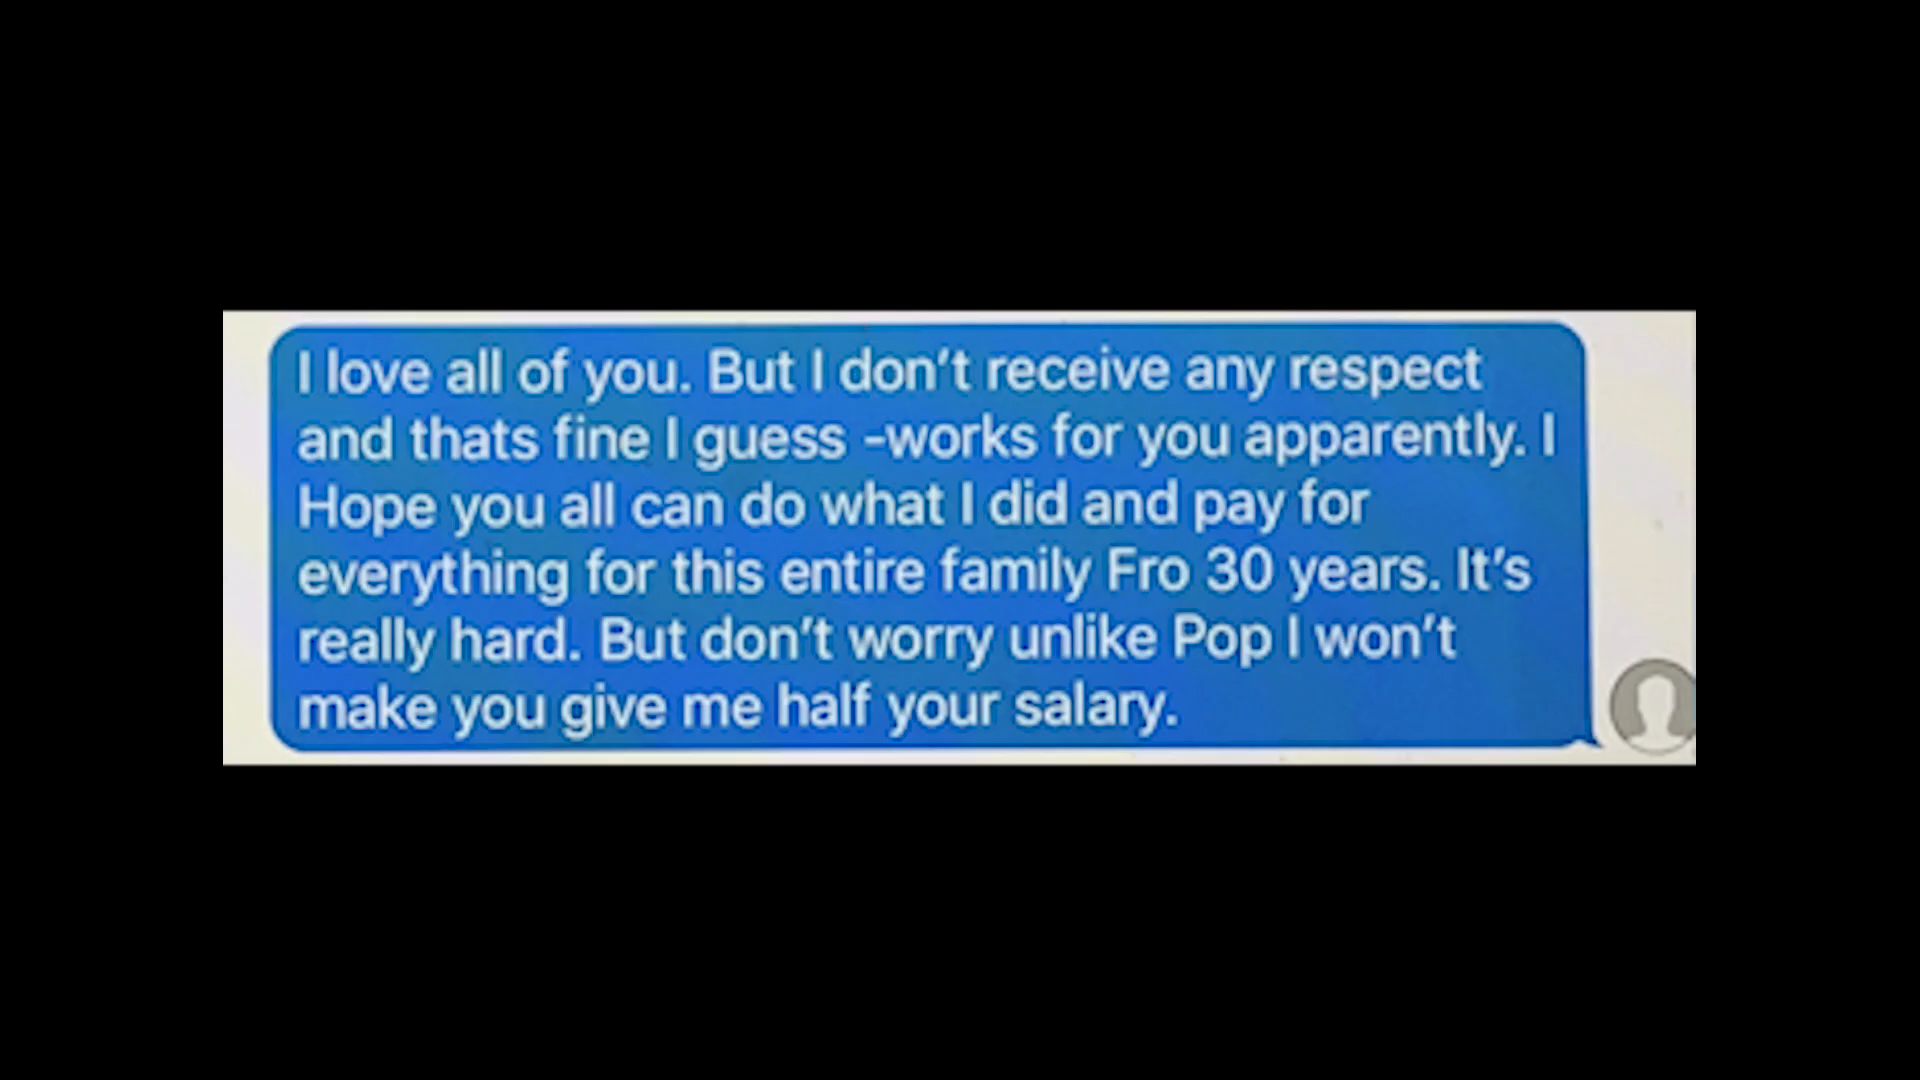 I love all of you. But I don't receive any respect
and thats fine I guess -works for you apparently. I
Hope you all can do what I did and pay for
everything for this entire family Fro 30 years. It's
really hard. But don't worry unlike Pop I won't
make you give me half your salary.